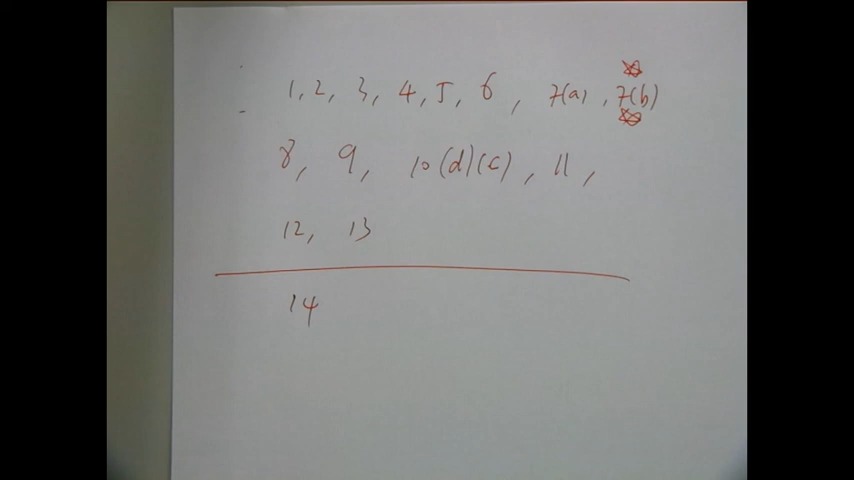 1, 2, 3, 4, 5, 6, 7(a), 7(b)
8, 9, 10(d)(c), 11,
12, 13
14